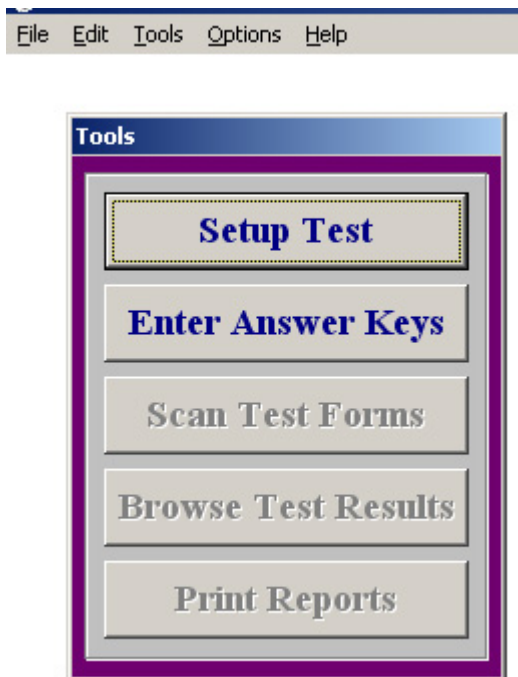 File Edit Tools Options Help
Tools
Setup Test
Enter Answer Keys
Scan Test Forms
Browse Test Results
Print Reports